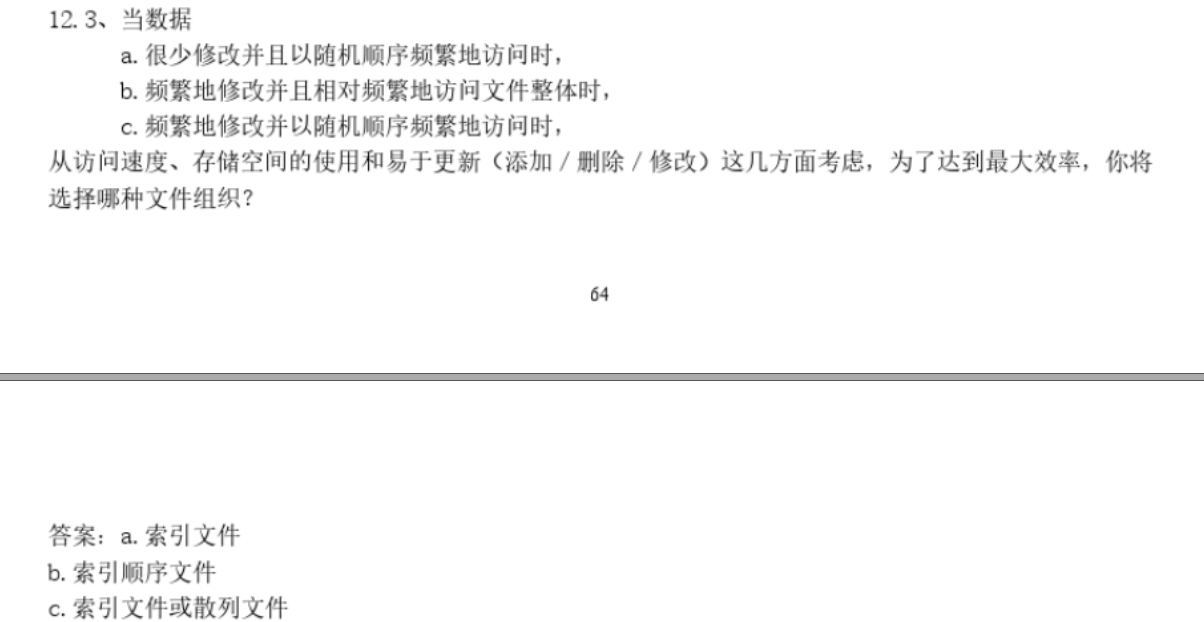 12.3、当数据
a. 很少修改并且以随机顺序频繁地访问时，
b. 频繁地修改并且相对频繁地访问文件整体时，
c. 频繁地修改并以随机顺序频繁地访问时，
从访问速度、存储空间的使用和易于更新（添加／删除／修改）这几方面考虑，为了达到最大效率，你将
选择哪种文件组织？
64
答案：a. 索引文件
b. 索引顺序文件
c. 索引文件或散列文件